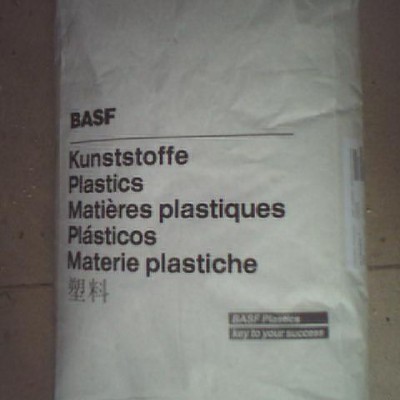 BASF
Kunststoffe
Plastics
Matières plastiques
Plásticos
Materie plastiche
塑料
BASF Plastics
key to your success